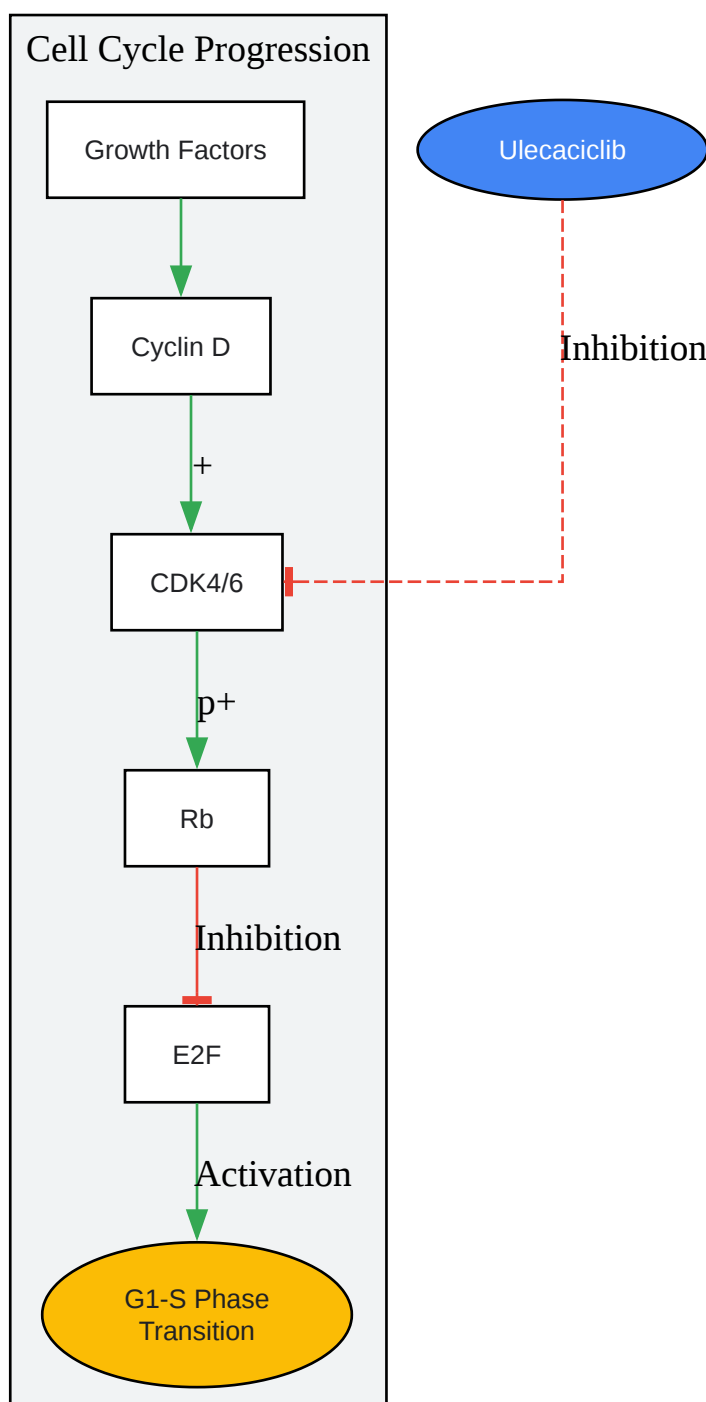 Cell Cycle Progression
Growth Factors
Ulecaciclib
Cyclin D
Inhibition
+
CDK4/6
p+
Rb
Inhibition
E2F
Activation
G1-S Phase
Transition